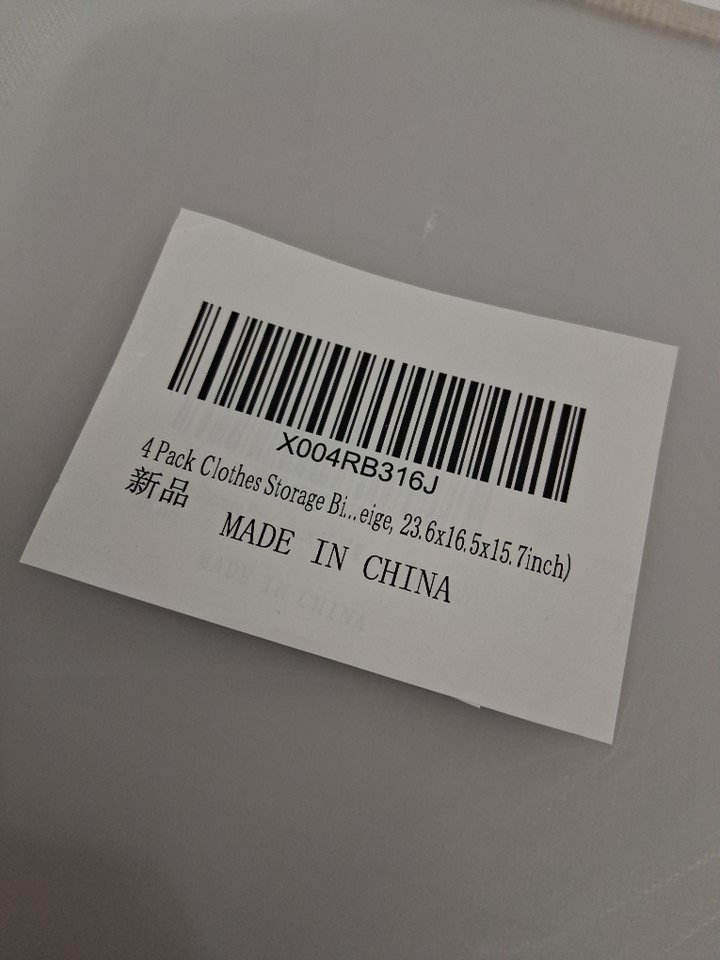 X004RB316J
4 Pack Clothes Storage Bi...eige, 23.6x16.5x15.7inch)
新品
MADE IN CHINA